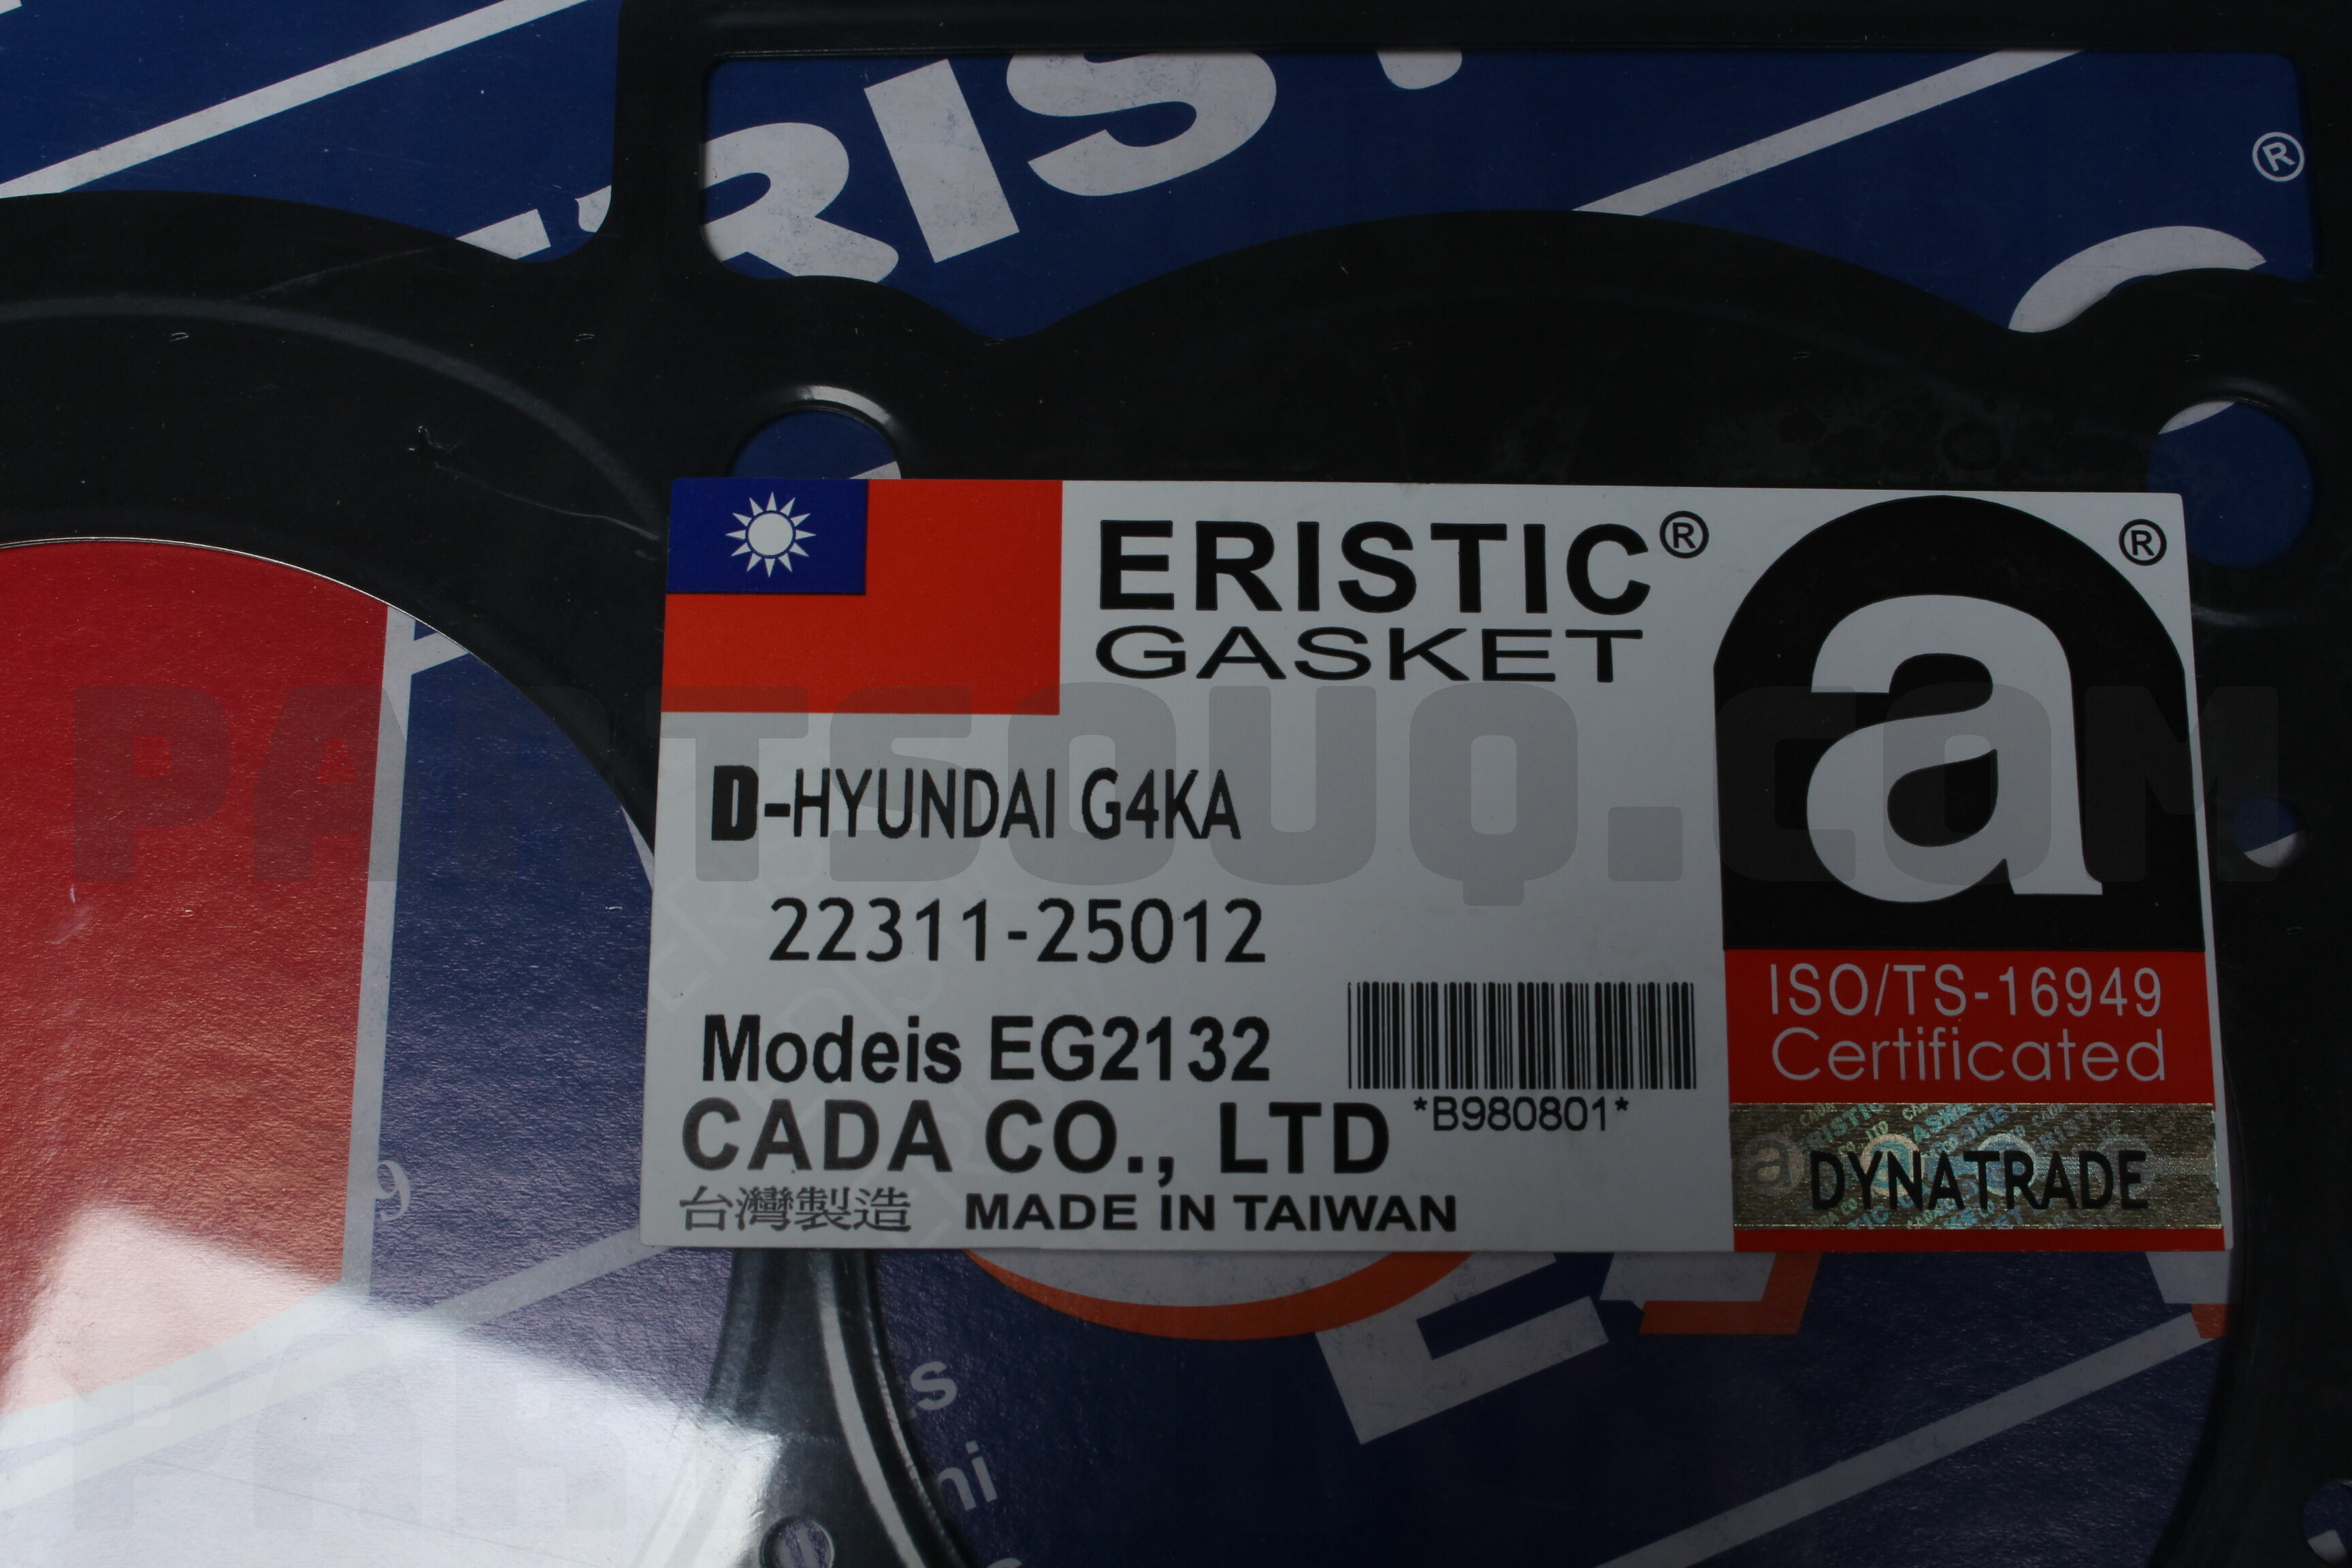 ®
ERISTIC®
GASKET
a®
D-HYUNDAI G4KA
22311-25012
Modeis EG2132
*B980801*
CADA CO., LTD
台灣製造 MADE IN TAIWAN
ISO/TS-16949
Certificated
DYNATRADE
PARTSOUQ.COM